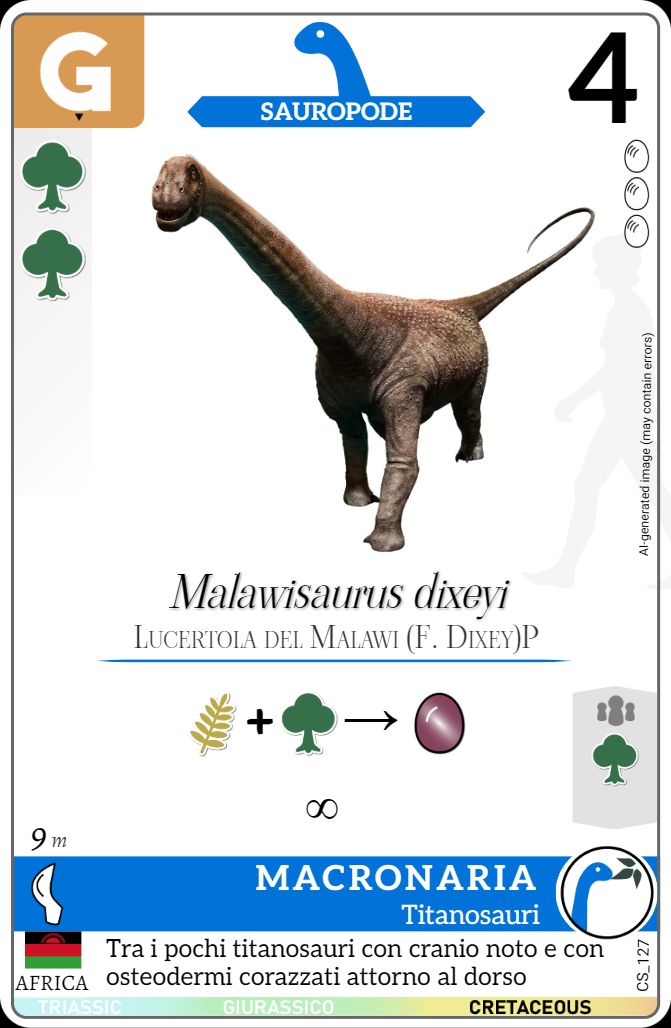 G
SAUROPODE
4
AI-generated image (may contain errors)
Malawisaurus dixeyi
Lucertola del Malawi (F. Dixey)P
+ →
∞
9 m
MACRONARIA
Titanosauri
AFRICA
Tra i pochi titanosauri con cranio noto e con
osteodermi corazzati attorno al dorso
CS_127
TRIASSIC GIURASSICO CRETACEOUS